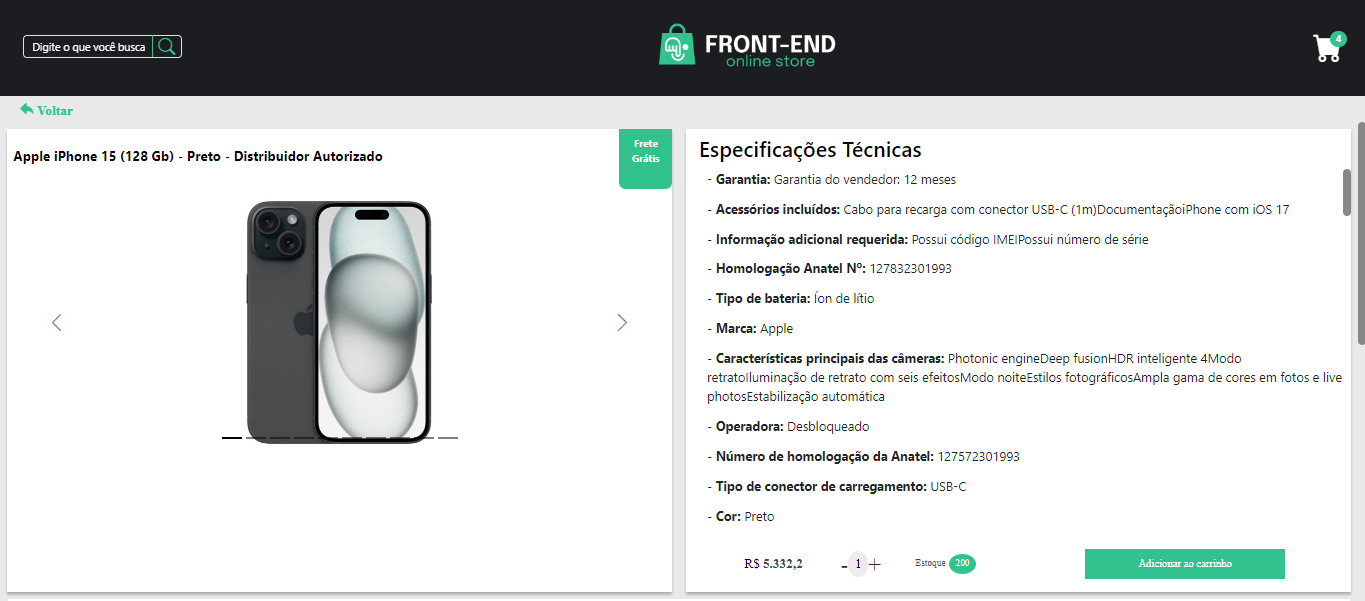 Digite o que você busca
FRONT-END
online store
4
Voltar
Apple iPhone 15 (128 Gb) - Preto - Distribuidor Autorizado
Frete
Grátis
Especificações Técnicas
- Garantia: Garantia do vendedor: 12 meses
- Acessórios incluídos: Cabo para recarga com conector USB-C (1m)DocumentaçãoiPhone com iOS 17
- Informação adicional requerida: Possui código IMEIPossui número de série
- Homologação Anatel Nº: 127832301993
- Tipo de bateria: Íon de lítio
- Marca: Apple
- Características principais das câmeras: Photonic engineDeep fusionHDR inteligente 4Modo
retratoIluminação de retrato com seis efeitosModo noiteEstilos fotográficosAmpla gama de cores em fotos e live
photosEstabilização automática
- Operadora: Desbloqueado
- Número de homologação da Anatel: 127572301993
- Tipo de conector de carregamento: USB-C
- Cor: Preto
R$ 5.332,2
- 1 +
Estoque 200
Adicionar ao carrinho